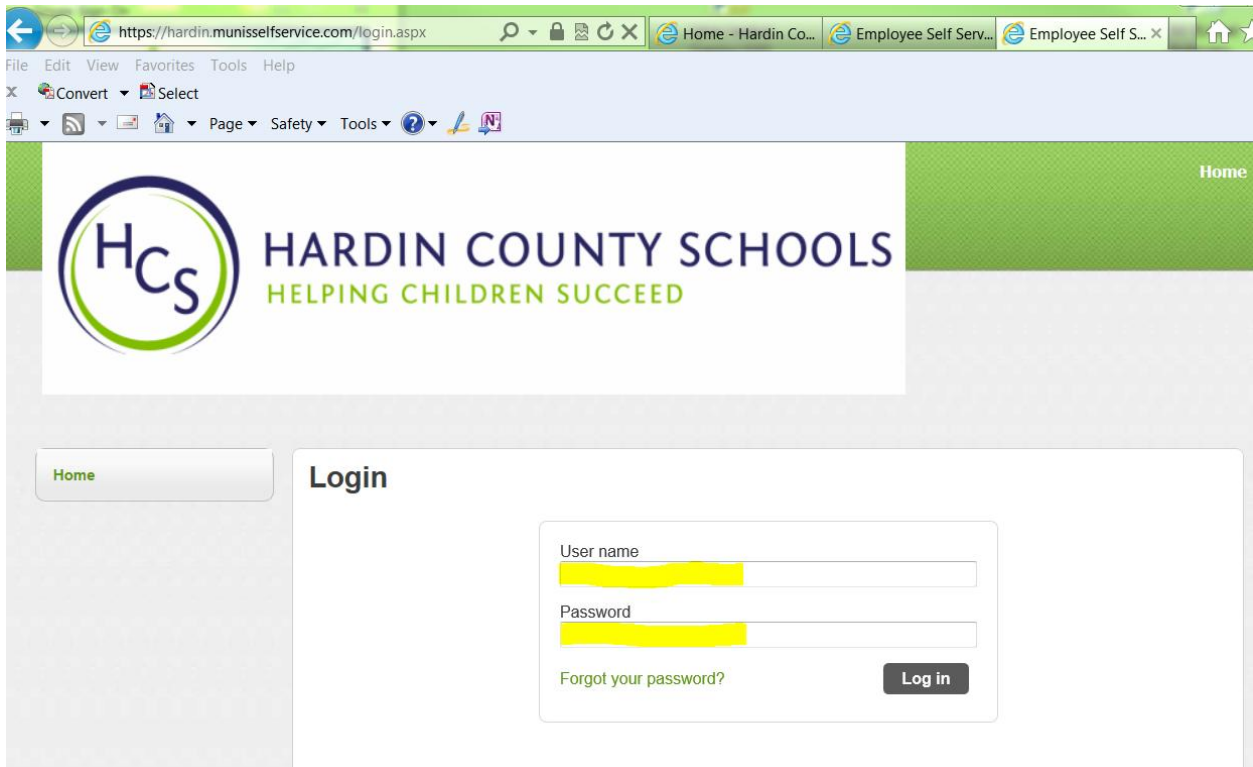 https://hardin.munisselfservice.com/login.aspx Home - Hardin Co... Employee Self Serv... Employee Self S...
File Edit View Favorites Tools Help
x Convert Select
Page Safety Tools
Home
HCS
HARDIN COUNTY SCHOOLS
HELPING CHILDREN SUCCEED
Home
Login
User name
Password
Forgot your password? Log in